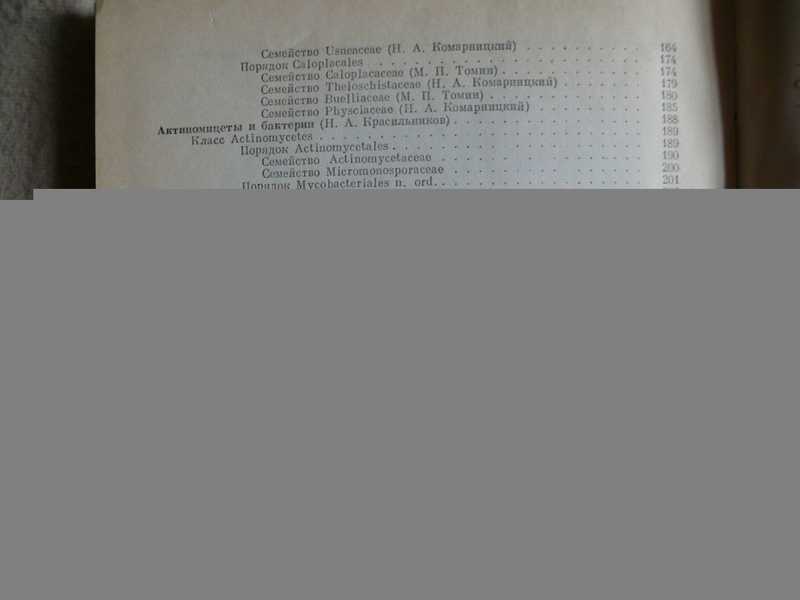 Семейство Usneaceae (Н. А. Комарницкий) . . . . . . . . . . 164
Порядок Caloplacales . . . . . . . . . . . . . . . . . . . . 174
Семейство Caloplacaceae (М. П. Томин) . . . . . . . . . . . 174
Семейство Theloschistaceae (Н. А. Комарницкий) . . . . . . 179
Семейство Buelliaceae (М. П. Томин) . . . . . . . . . . . . 180
Семейство Physciaceae (Н. А. Комарницкий) . . . . . . . . 185
Актиномицеты и бактерии (Н. А. Красильников) . . . . . . . . . . . 188
Класс Actinomycetes . . . . . . . . . . . . . . . . . . . . . . . . 189
Порядок Actinomycetales . . . . . . . . . . . . . . . . . . 189
Семейство Actinomycetaceae . . . . . . . . . . . . . . . 190
Семейство Micromonosporaceae . . . . . . . . . . . . . . 200
Порядок Mycobacteriales n. ord. . . . . . . . . . . . . . . 201